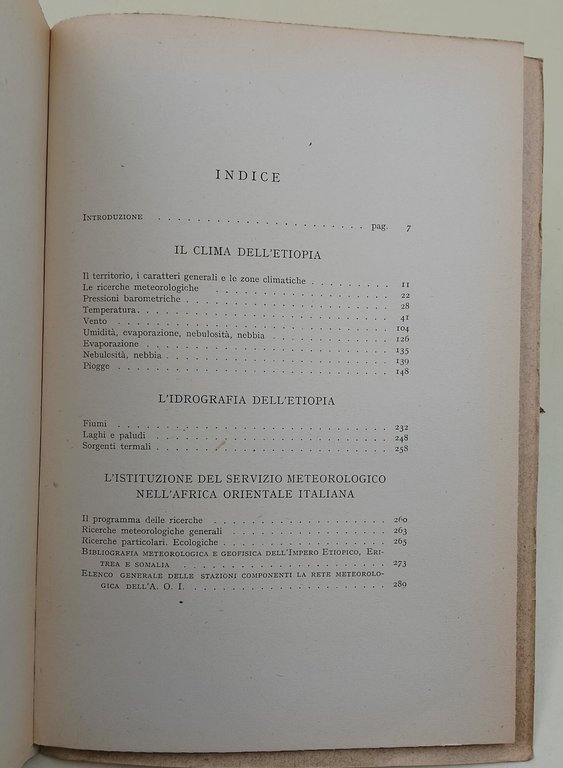 INDICE
INTRODUZIONE . . . . . . . . . . . . . . . . . . . . . . pag. 7
IL CLIMA DELL'ETIOPIA
Il territorio, i caratteri generali e le zone climatiche . . . . . . . . 11
Le ricerche meteorologiche . . . . . . . . . . . . . . . . . . 22
Pressioni barometriche . . . . . . . . . . . . . . . . . . . . 28
Temperatura . . . . . . . . . . . . . . . . . . . . . . . . 41
Vento . . . . . . . . . . . . . . . . . . . . . . . . . . 104
Umidità, evaporazione, nebulosità, nebbia . . . . . . . . . . . . 126
Evaporazione . . . . . . . . . . . . . . . . . . . . . . . 135
Nebulosità, nebbia . . . . . . . . . . . . . . . . . . . . . 139
Piogge . . . . . . . . . . . . . . . . . . . . . . . . . . 148
L'IDROGRAFIA DELL'ETIOPIA
Fiumi . . . . . . . . . . . . . . . . . . . . . . . . . . 232
Laghi e paludi . . . . . . . . . . . . . . . . . . . . . . . 248
Sorgenti termali . . . . . . . . . . . . . . . . . . . . . . 258
L'ISTITUZIONE DEL SERVIZIO METEOROLOGICO
NELL'AFRICA ORIENTALE ITALIANA
Il programma delle ricerche . . . . . . . . . . . . . . . . . 260
Ricerche meteorologiche generali . . . . . . . . . . . . . . . 263
Ricerche particolari. Ecologiche . . . . . . . . . . . . . . . 265
BIBLIOGRAFIA METEOROLOGICA E GEOFISICA DELL'IMPERO ETIOPICO, ERI-
TREA E SOMALIA . . . . . . . . . . . . . . . . . . . . . 273
ELENCO GENERALE DELLE STAZIONI COMPONENTI LA RETE METEOROLO-
GICA DELL'A. O. I. . . . . . . . . . . . . . . . . . . . . 280